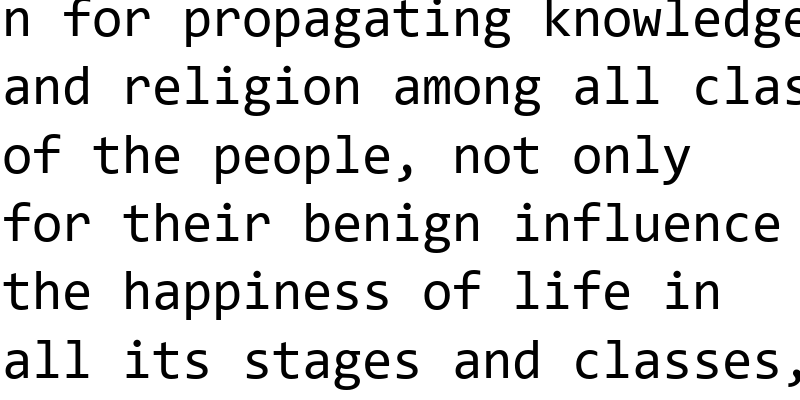 n for propagating knowledge
and religion among all clas
of the people, not only
for their benign influence
the happiness of life in
all its stages and classes,